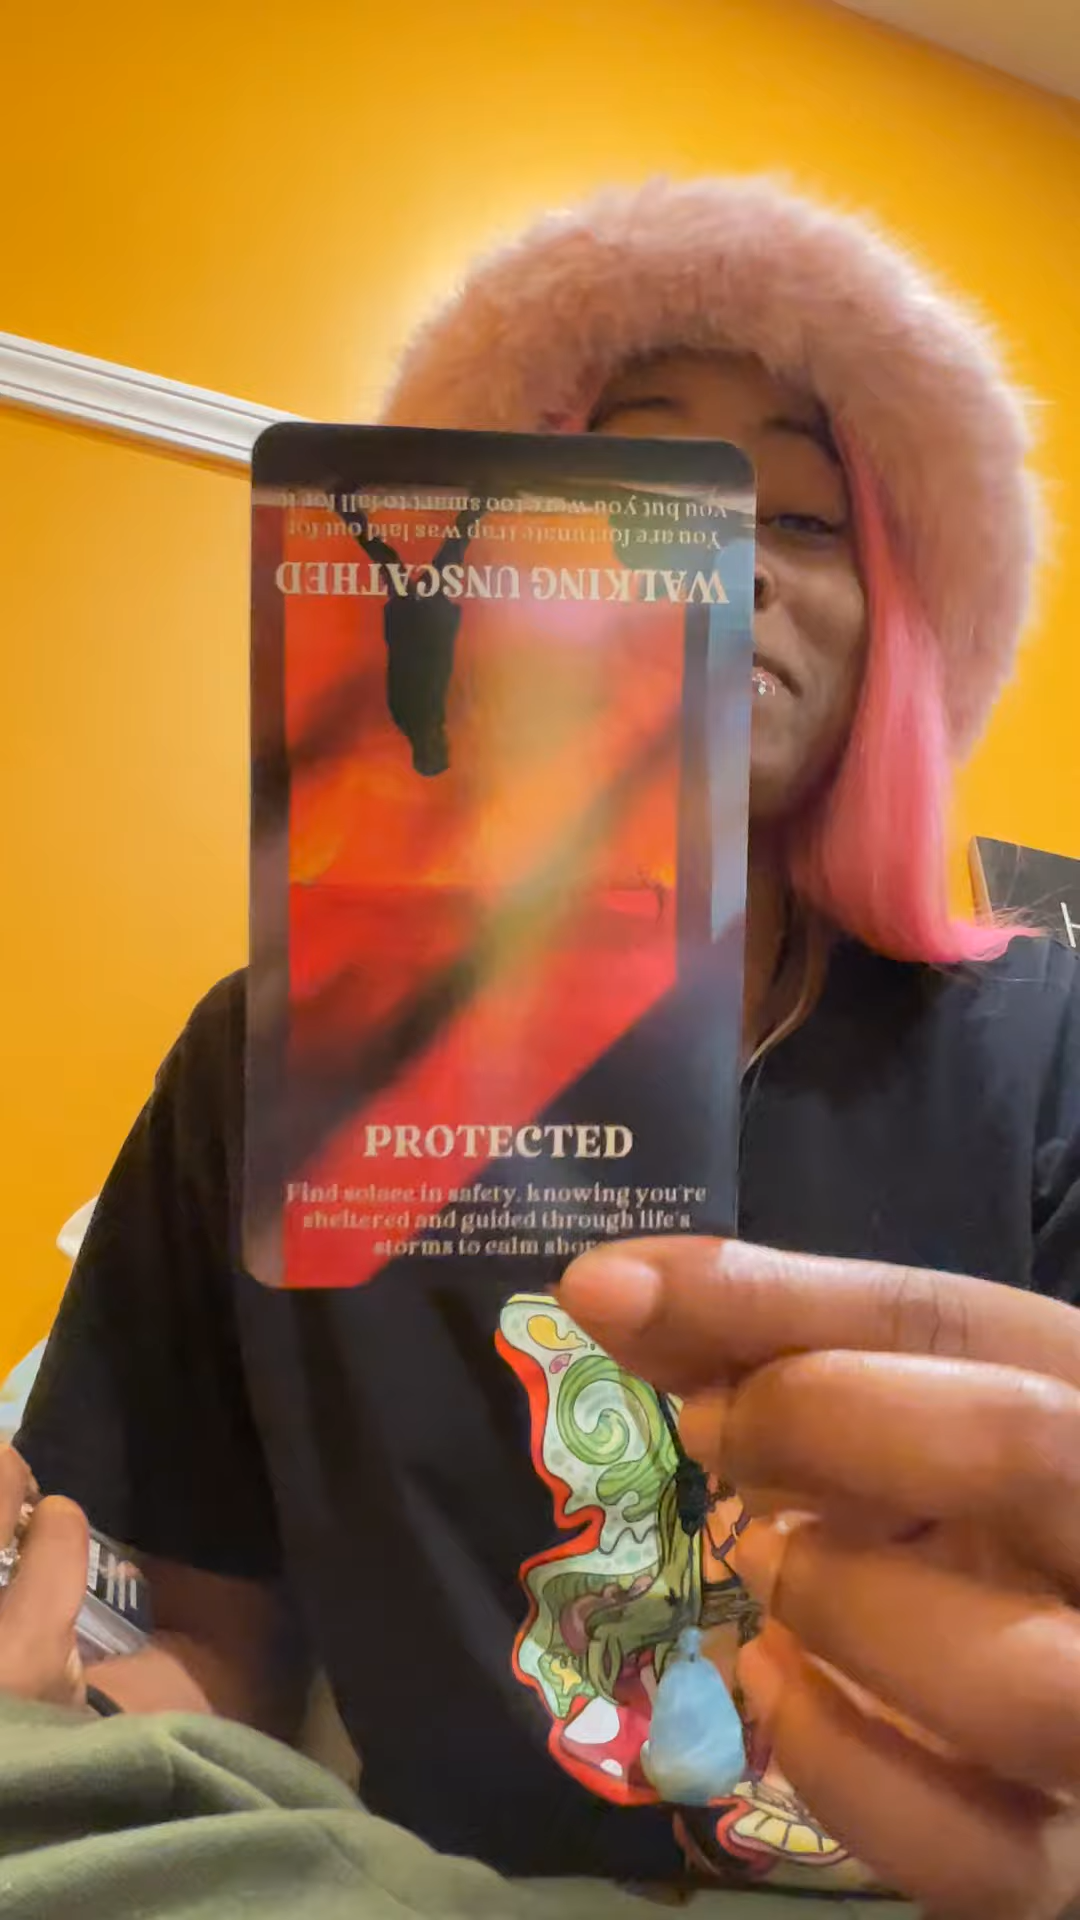 You are fortunate trap was laid out for
you but you were too smart to fall for it
WALKING UNSCATHED
PROTECTED
Find solace in safety, knowing you're
sheltered and guided through life's
storms to calm
H